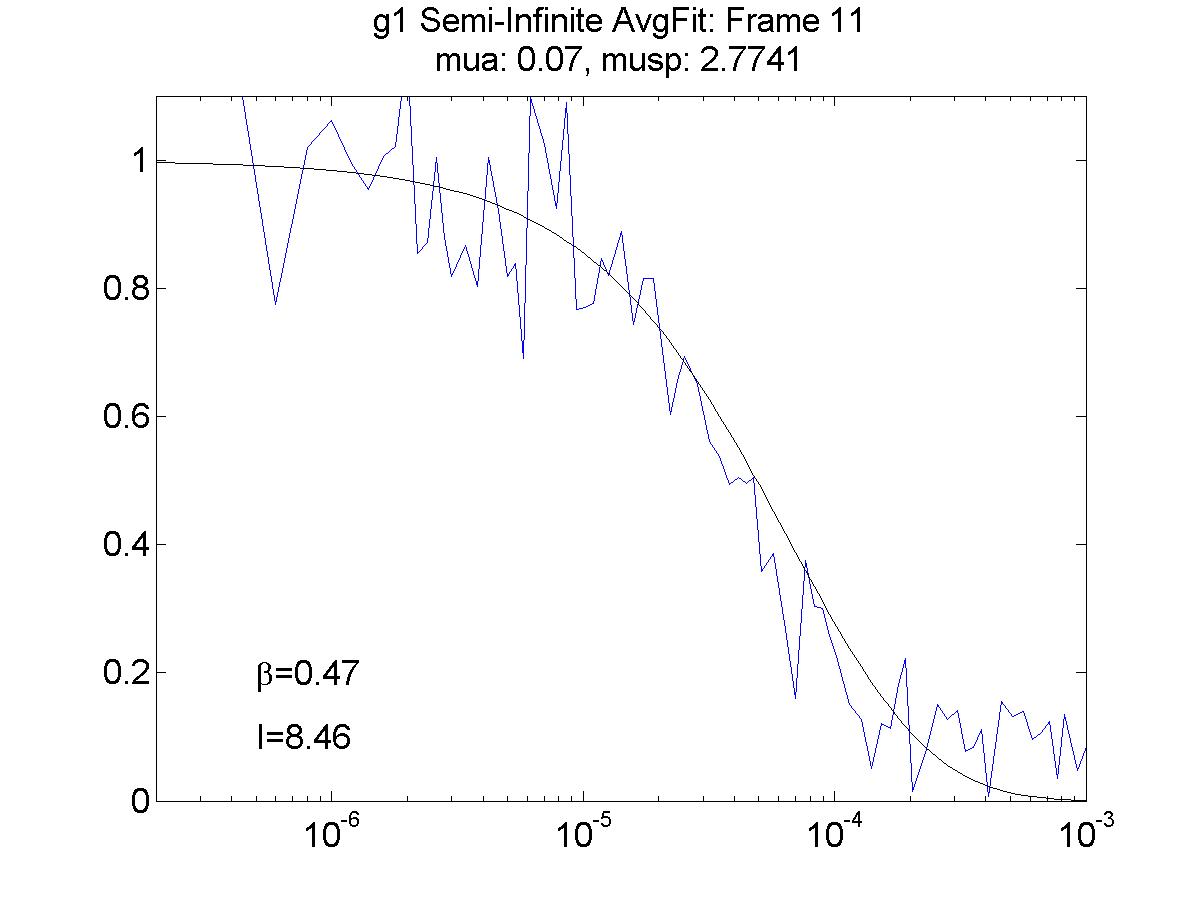 g1 Semi-Infinite AvgFit: Frame 11
mua: 0.07, musp: 2.7741
1
0.8
0.6
0.4
0.2
0
β=0.47
I=8.46
10^-6
10^-5
10^-4
10^-3